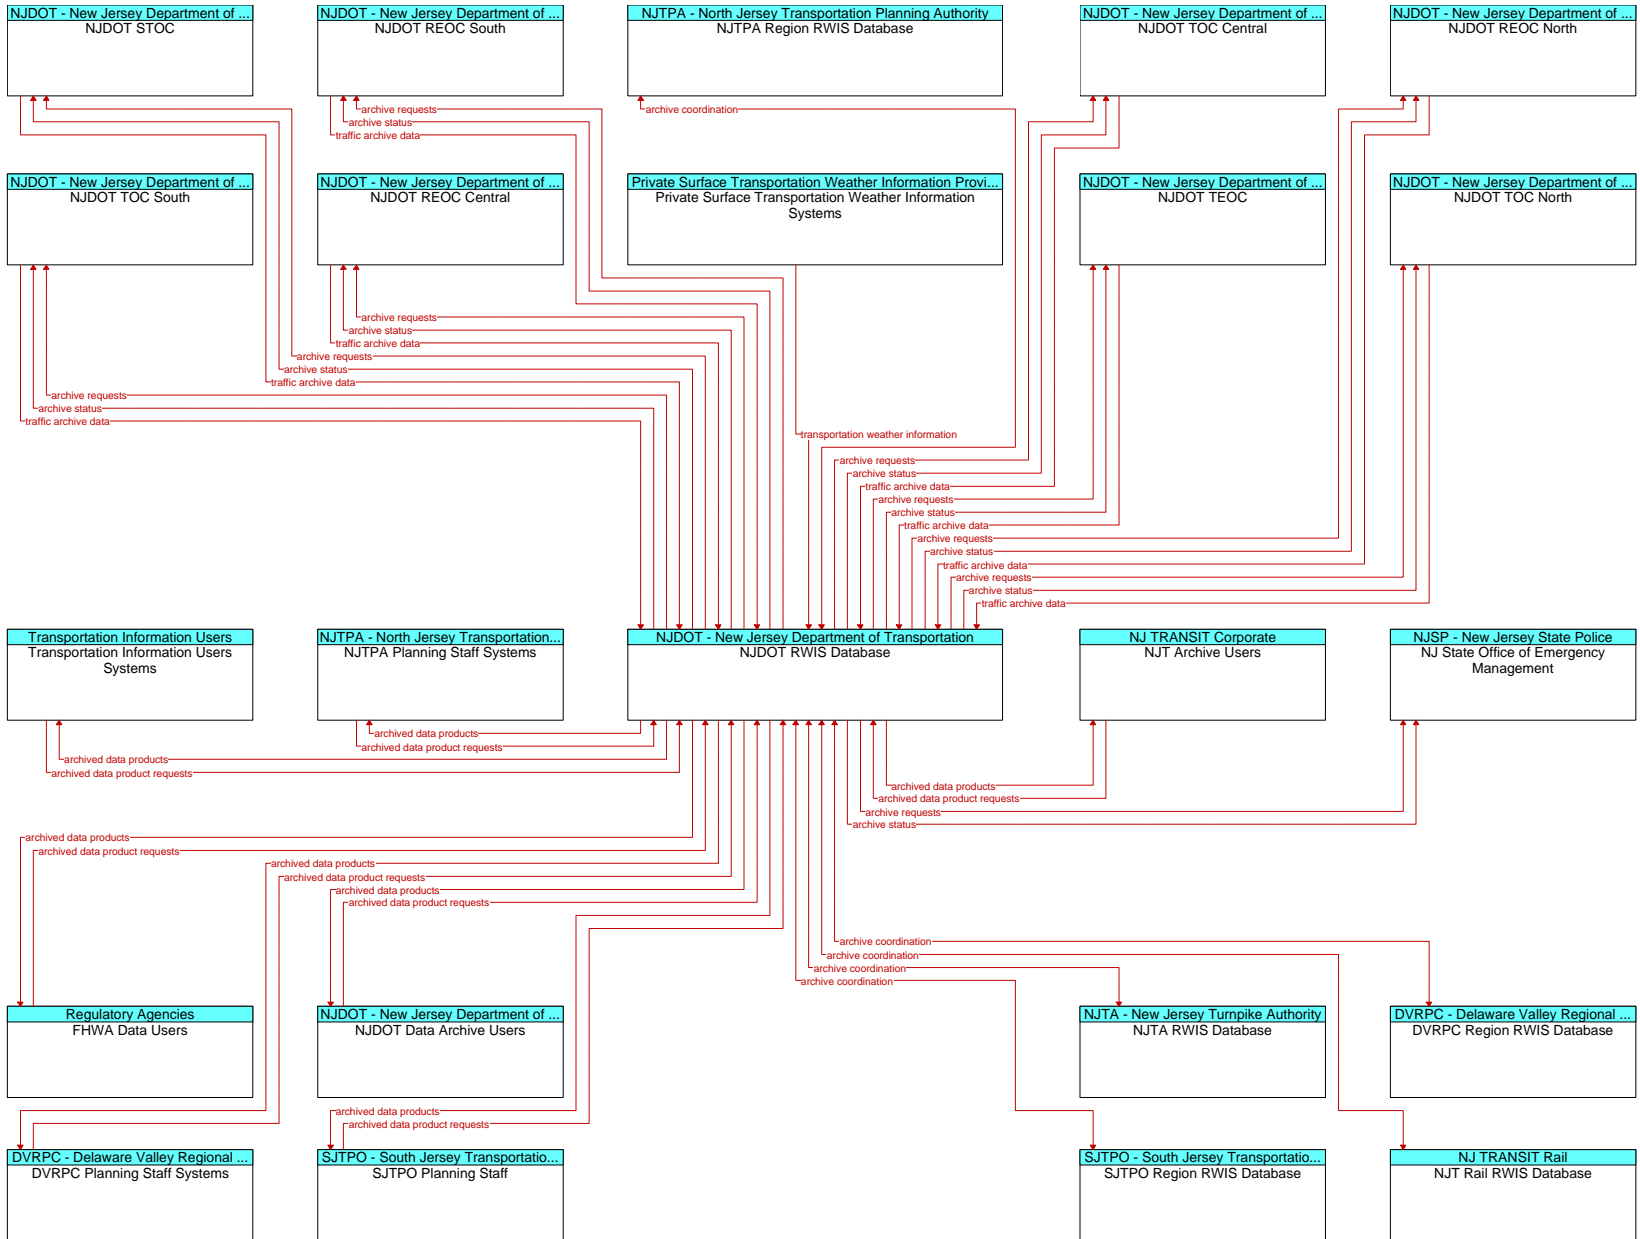 NJDOT - New Jersey Department of ...
NJDOT STOC
NJDOT - New Jersey Department of ...
NJDOT REOC South
NJTPA - North Jersey Transportation Planning Authority
NJTPA Region RWIS Database
NJDOT - New Jersey Department of ...
NJDOT TOC Central
NJDOT - New Jersey Department of ...
NJDOT REOC North
archive requests
archive status
traffic archive data
archive coordination
NJDOT - New Jersey Department of ...
NJDOT TOC South
NJDOT - New Jersey Department of ...
NJDOT REOC Central
Private Surface Transportation Weather Information Provi...
Private Surface Transportation Weather Information
Systems
NJDOT - New Jersey Department of ...
NJDOT TEOC
NJDOT - New Jersey Department of ...
NJDOT TOC North
archive requests
archive status
traffic archive data
archive requests
archive status
traffic archive data
archive requests
archive status
traffic archive data
transportation weather information
archive requests
archive status
traffic archive data
archive requests
archive status
traffic archive data
archive requests
archive status
traffic archive data
archive requests
archive status
traffic archive data
Transportation Information Users
Transportation Information Users
Systems
NJTPA - North Jersey Transportation...
NJTPA Planning Staff Systems
NJDOT - New Jersey Department of Transportation
NJDOT RWIS Database
NJ TRANSIT Corporate
NJT Archive Users
NJSP - New Jersey State Police
NJ State Office of Emergency
Management
archived data products
archived data product requests
archived data products
archived data product requests
archived data products
archived data product requests
archive requests
archive status
archived data products
archived data product requests
archived data products
archived data product requests
archived data products
archived data product requests
archive coordination
archive coordination
archive coordination
archive coordination
Regulatory Agencies
FHWA Data Users
NJDOT - New Jersey Department of ...
NJDOT Data Archive Users
NJTA - New Jersey Turnpike Authority
NJTA RWIS Database
DVRPC - Delaware Valley Regional ...
DVRPC Region RWIS Database
archived data products
archived data product requests
DVRPC - Delaware Valley Regional ...
DVRPC Planning Staff Systems
SJTPO - South Jersey Transportatio...
SJTPO Planning Staff
SJTPO - South Jersey Transportatio...
SJTPO Region RWIS Database
NJ TRANSIT Rail
NJT Rail RWIS Database